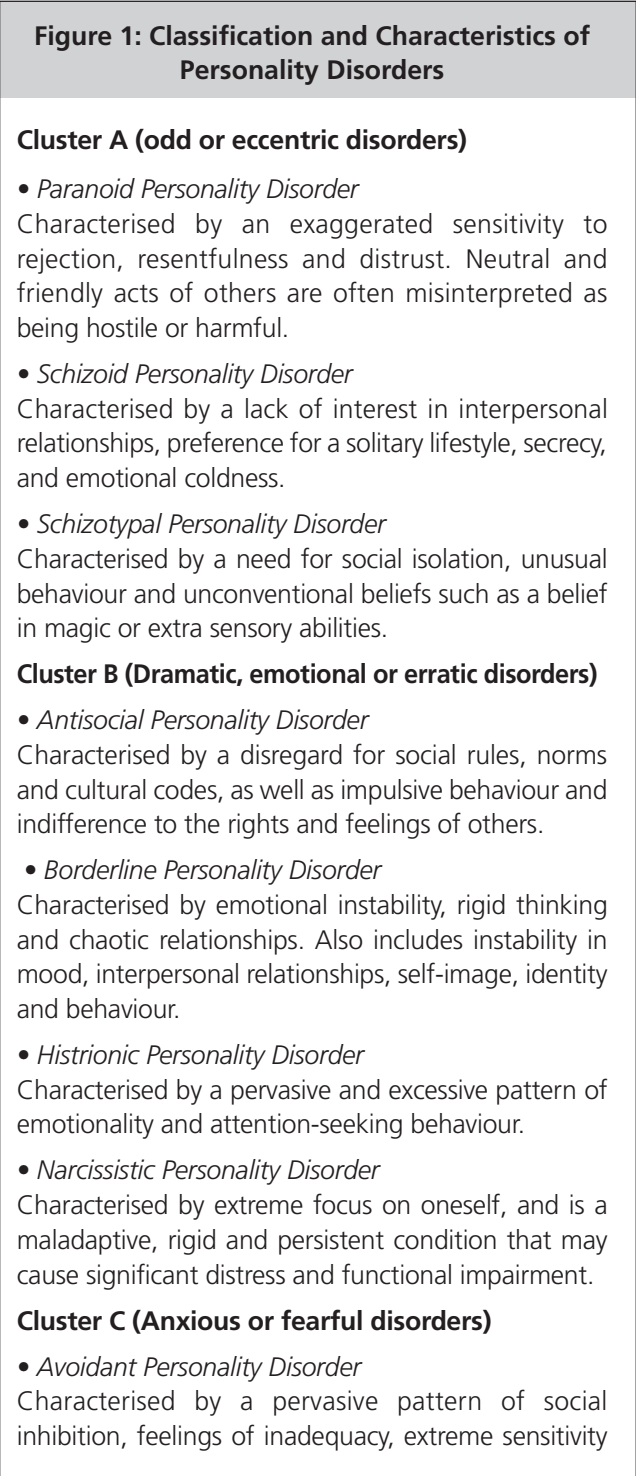 Figure 1: Classification and Characteristics of
Personality Disorders
Cluster A (odd or eccentric disorders)
• Paranoid Personality Disorder
Characterised by an exaggerated sensitivity to
rejection, resentfulness and distrust. Neutral and
friendly acts of others are often misinterpreted as
being hostile or harmful.
• Schizoid Personality Disorder
Characterised by a lack of interest in interpersonal
relationships, preference for a solitary lifestyle, secrecy,
and emotional coldness.
• Schizotypal Personality Disorder
Characterised by a need for social isolation, unusual
behaviour and unconventional beliefs such as a belief
in magic or extra sensory abilities.
Cluster B (Dramatic, emotional or erratic disorders)
• Antisocial Personality Disorder
Characterised by a disregard for social rules, norms
and cultural codes, as well as impulsive behaviour and
indifference to the rights and feelings of others.
• Borderline Personality Disorder
Characterised by emotional instability, rigid thinking
and chaotic relationships. Also includes instability in
mood, interpersonal relationships, self-image, identity
and behaviour.
• Histrionic Personality Disorder
Characterised by a pervasive and excessive pattern of
emotionality and attention-seeking behaviour.
• Narcissistic Personality Disorder
Characterised by extreme focus on oneself, and is a
maladaptive, rigid and persistent condition that may
cause significant distress and functional impairment.
Cluster C (Anxious or fearful disorders)
• Avoidant Personality Disorder
Characterised by a pervasive pattern of social
inhibition, feelings of inadequacy, extreme sensitivity